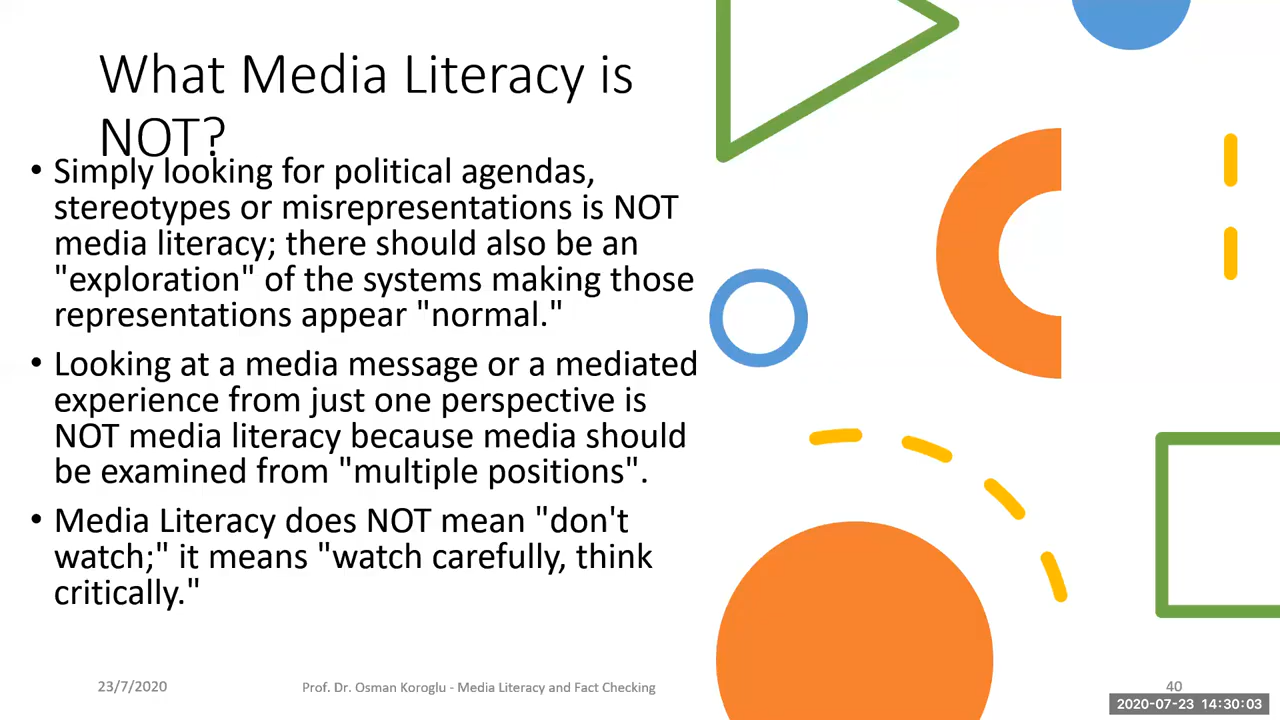 What Media Literacy is
NOT?
• Simply looking for political agendas,
stereotypes or misrepresentations is NOT
media literacy; there should also be an
"exploration" of the systems making those
representations appear "normal."
• Looking at a media message or a mediated
experience from just one perspective is
NOT media literacy because media should
be examined from "multiple positions".
• Media Literacy does NOT mean "don't
watch;" it means "watch carefully, think
critically."
23/7/2020
Prof. Dr. Osman Koroglu - Media Literacy and Fact Checking
40
2020-07-23 14:30:03